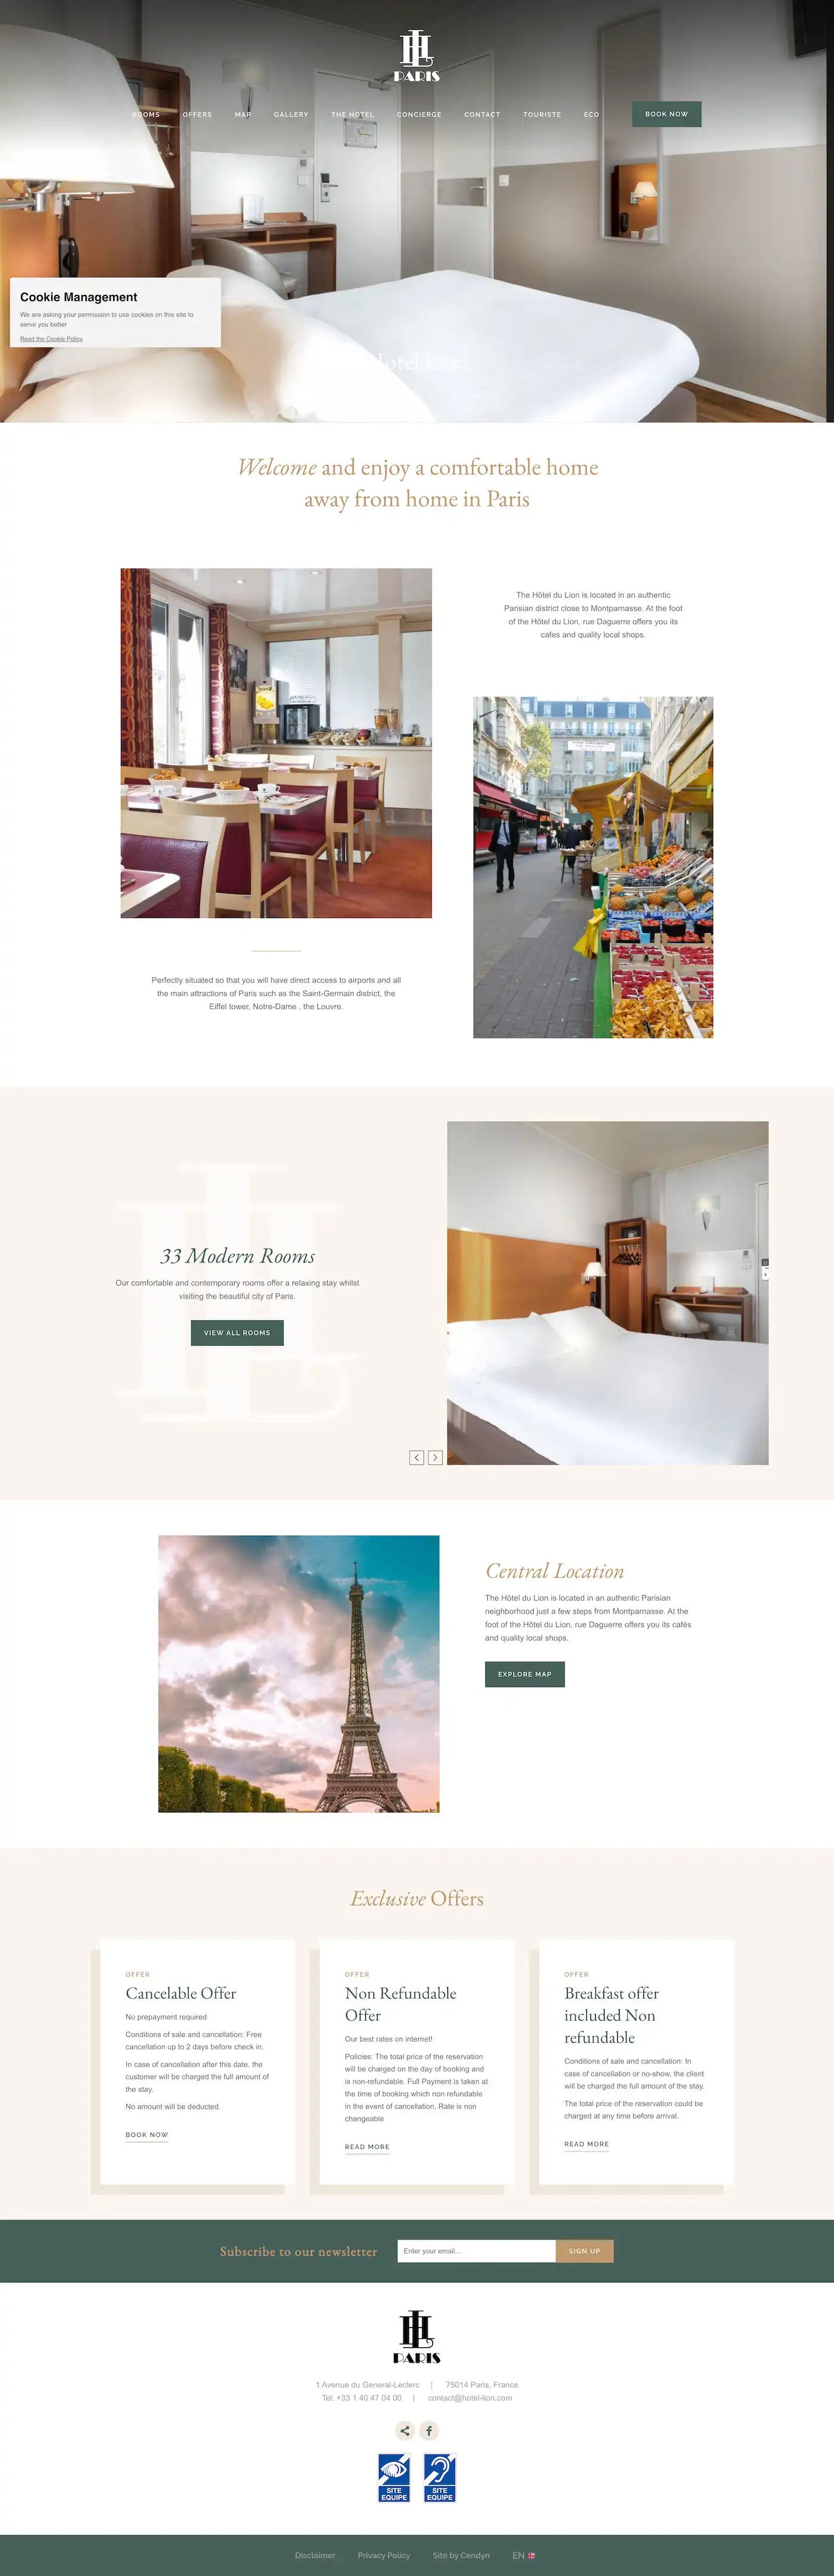 HL
PARIS
ROOMS OFFERS MAP GALLERY THE HOTEL CONCIERGE CONTACT TOURISTE ECO BOOK NOW
Cookie Management
We are asking your permission to use cookies on this site to
serve you better
Read the Cookie Policy
Hotel Lion
Welcome and enjoy a comfortable home
away from home in Paris
The Hôtel du Lion is located in an authentic
Parisian district close to Montparnasse. At the foot
of the Hôtel du Lion, rue Daguerre offers you its
cafes and quality local shops.
Perfectly situated so that you will have direct access to airports and all
the main attractions of Paris such as the Saint-Germain district, the
Eiffel tower, Notre-Dame , the Louvre.
33 Modern Rooms
Our comfortable and contemporary rooms offer a relaxing stay whilst
visiting the beautiful city of Paris.
VIEW ALL ROOMS
Central Location
The Hôtel du Lion is located in an authentic Parisian
neighborhood just a few steps from Montparnasse. At the
foot of the Hôtel du Lion, rue Daguerre offers you its cafés
and quality local shops.
EXPLORE MAP
Exclusive Offers
OFFER
Cancelable Offer
No prepayment required
Conditions of sale and cancellation: Free
cancellation up to 2 days before check in.
In case of cancellation after this date, the
customer will be charged the full amount of
the stay.
No amount will be deducted.
BOOK NOW
OFFER
Non Refundable
Offer
Our best rates on internet!
Policies: The total price of the reservation
will be charged on the day of booking and
is non-refundable. Full Payment is taken at
the time of booking which non refundable
in the event of cancellation. Rate is non
changeable
READ MORE
OFFER
Breakfast offer
included Non
refundable
Conditions of sale and cancellation: In
case of cancellation or no-show, the client
will be charged the full amount of the stay.
The total price of the reservation could be
charged at any time before arrival.
READ MORE
Subscribe to our newsletter Enter your email... SIGN UP
HL
PARIS
1 Avenue du General-Leclerc | 75014 Paris, France
Tel: +33 1 40 47 04 00 | contact@hotel-lion.com
SITE
EQUIPE
SITE
EQUIPE
Disclaimer Privacy Policy Site by Cendyn EN